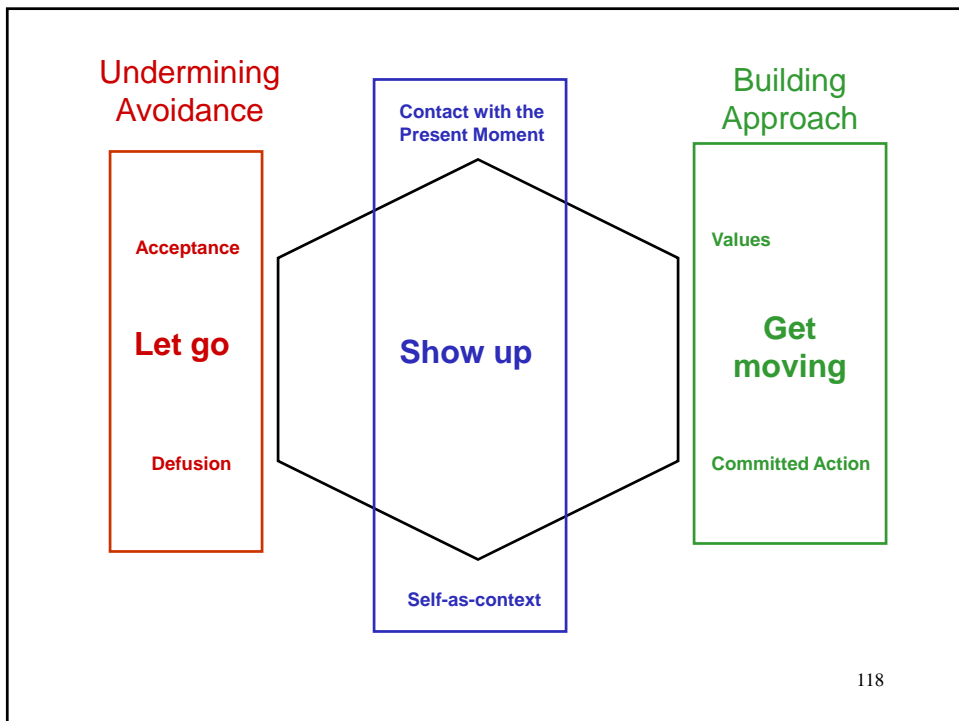 Undermining
Avoidance
Acceptance
Let go
Defusion
Contact with the
Present Moment
Show up
Self-as-context
Building
Approach
Values
Get
moving
Committed Action
118